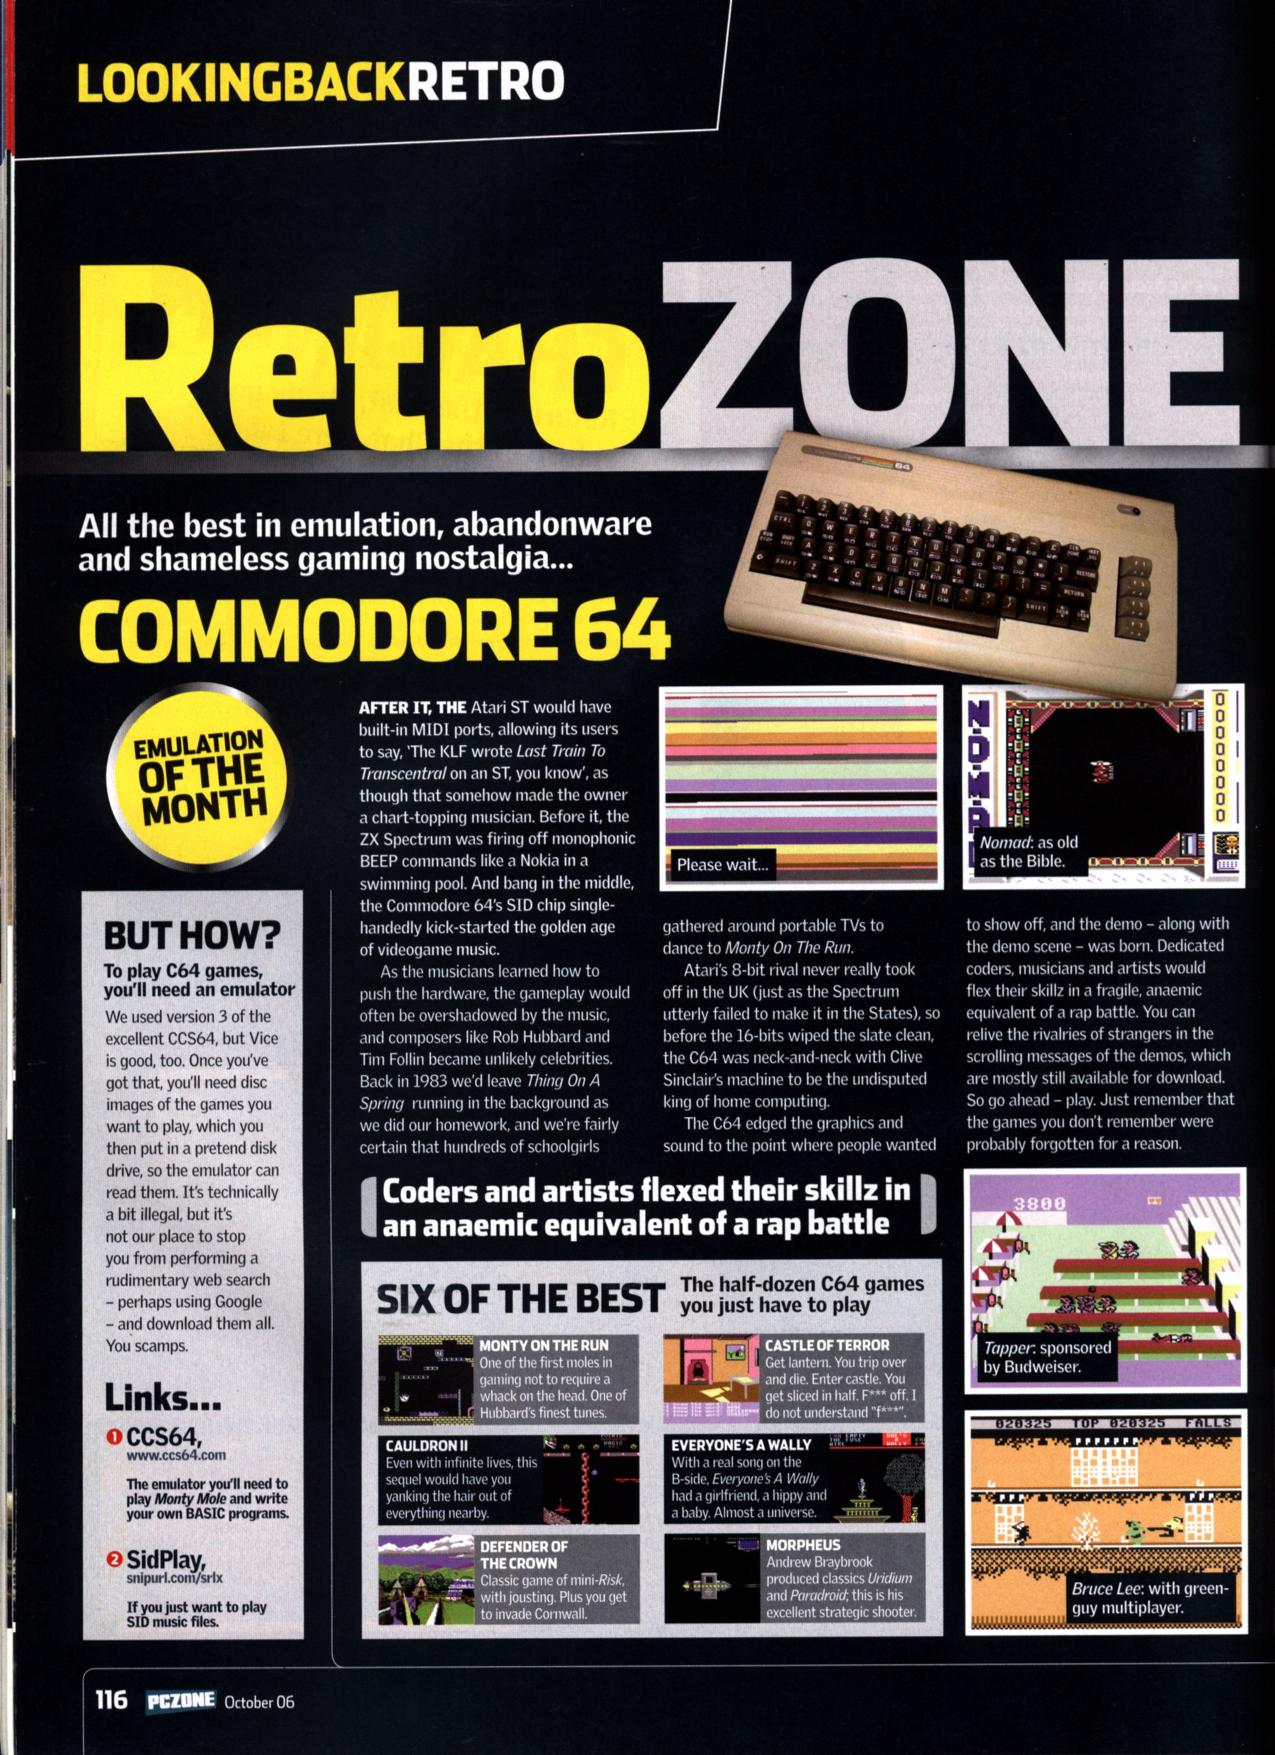 LOOKINGBACKRETRO
RetroZONE
All the best in emulation, abandonware
and shameless gaming nostalgia...
COMMODORE 64
EMULATION
OF THE
MONTH
BUT HOW?
To play C64 games,
you'll need an emulator
We used version 3 of the
excellent CCS64, but Vice
is good, too. Once you've
got that, you'll need disc
images of the games you
want to play, which you
then put in a pretend disk
drive, so the emulator can
read them. It's technically
a bit illegal, but it's
not our place to stop
you from performing a
rudimentary web search
– perhaps using Google
– and download them all.
You scamps.
Links...
1 CCS64,
www.ccs64.com
The emulator you'll need to
play Monty Mole and write
your own BASIC programs.
2 SidPlay,
snipurl.com/srlx
If you just want to play
SID music files.
AFTER IT, THE Atari ST would have
built-in MIDI ports, allowing its users
to say, 'The KLF wrote Last Train To
Transcentral on an ST, you know', as
though that somehow made the owner
a chart-topping musician. Before it, the
ZX Spectrum was firing off monophonic
BEEP commands like a Nokia in a
swimming pool. And bang in the middle,
the Commodore 64's SID chip single-
handedly kick-started the golden age
of videogame music.
As the musicians learned how to
push the hardware, the gameplay would
often be overshadowed by the music,
and composers like Rob Hubbard and
Tim Follin became unlikely celebrities.
Back in 1983 we'd leave Thing On A
Spring running in the background as
we did our homework, and we're fairly
certain that hundreds of schoolgirls
Please wait...
gathered around portable TVs to
dance to Monty On The Run.
Atari's 8-bit rival never really took
off in the UK (just as the Spectrum
utterly failed to make it in the States), so
before the 16-bits wiped the slate clean,
the C64 was neck-and-neck with Clive
Sinclair's machine to be the undisputed
king of home computing.
The C64 edged the graphics and
sound to the point where people wanted
Nomad: as old
as the Bible.
to show off, and the demo – along with
the demo scene – was born. Dedicated
coders, musicians and artists would
flex their skillz in a fragile, anaemic
equivalent of a rap battle. You can
relive the rivalries of strangers in the
scrolling messages of the demos, which
are mostly still available for download.
So go ahead – play. Just remember that
the games you don't remember were
probably forgotten for a reason.
Coders and artists flexed their skillz in
an anaemic equivalent of a rap battle
SIX OF THE BEST
The half-dozen C64 games
you just have to play
MONTY ON THE RUN
One of the first moles in
gaming not to require a
whack on the head. One of
Hubbard's finest tunes.
CASTLE OF TERROR
Get lantern. You trip over
and die. Enter castle. You
get sliced in half. F*** off. I
do not understand "f***".
CAULDRON II
Even with infinite lives, this
sequel would have you
yanking the hair out of
everything nearby.
EVERYONE'S A WALLY
With a real song on the
B-side, Everyone's A Wally
had a girlfriend, a hippy and
a baby. Almost a universe.
DEFENDER OF
THE CROWN
Classic game of mini-Risk,
with jousting. Plus you get
to invade Cornwall.
MORPHEUS
Andrew Braybrook
produced classics Uridium
and Paradroid; this is his
excellent strategic shooter.
3800
Tapper: sponsored
by Budweiser.
020325 TOP 020325 FALLS
Bruce Lee: with green-
guy multiplayer.
116 PCZONE October 06